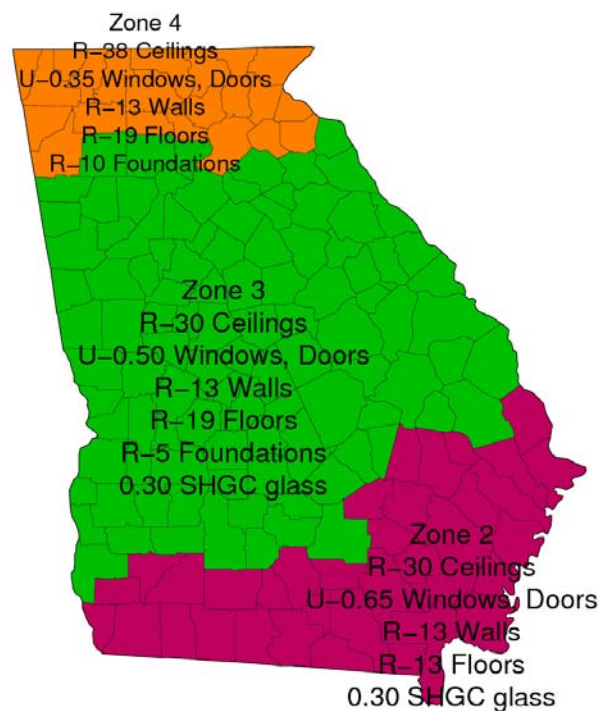 Zone 4
R-38 Ceilings
U-0.35 Windows, Doors
R-13 Walls
R-19 Floors
R-10 Foundations
Zone 3
R-30 Ceilings
U-0.50 Windows, Doors
R-13 Walls
R-19 Floors
R-5 Foundations
0.30 SHGC glass
Zone 2
R-30 Ceilings
U-0.65 Windows, Doors
R-13 Walls
R-13 Floors
0.30 SHGC glass